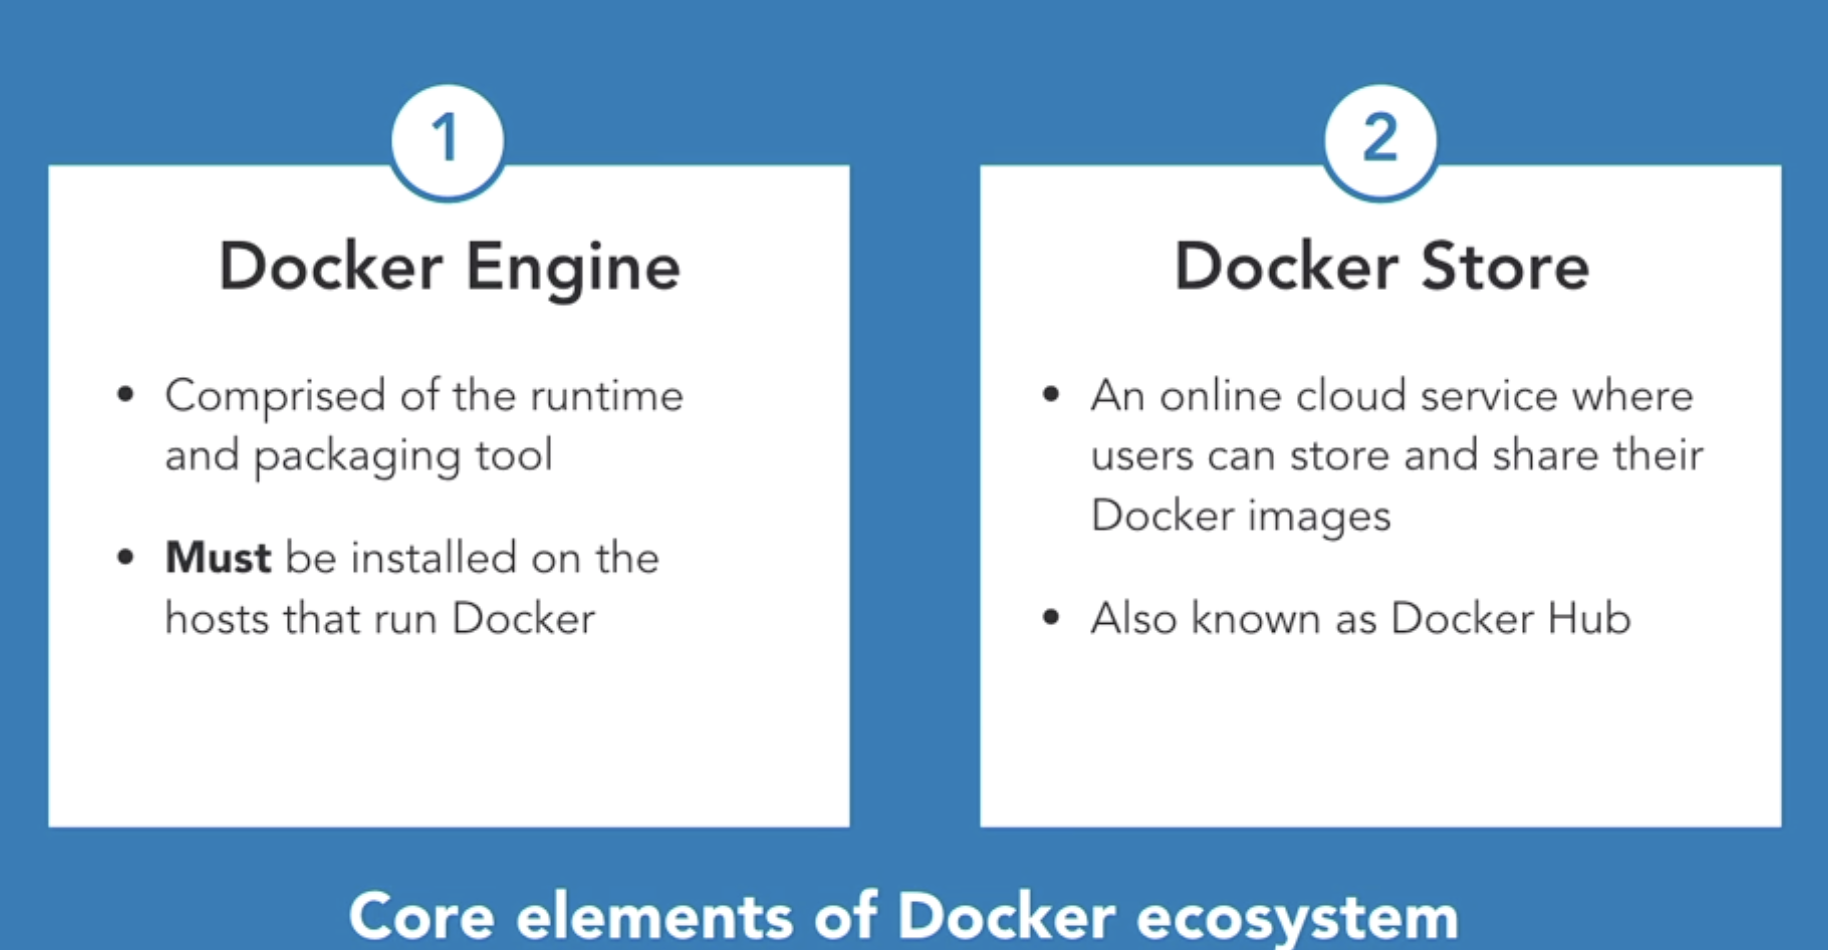 1
Docker Engine
• Comprised of the runtime
and packaging tool
• Must be installed on the
hosts that run Docker
2
Docker Store
• An online cloud service where
users can store and share their
Docker images
• Also known as Docker Hub
Core elements of Docker ecosystem